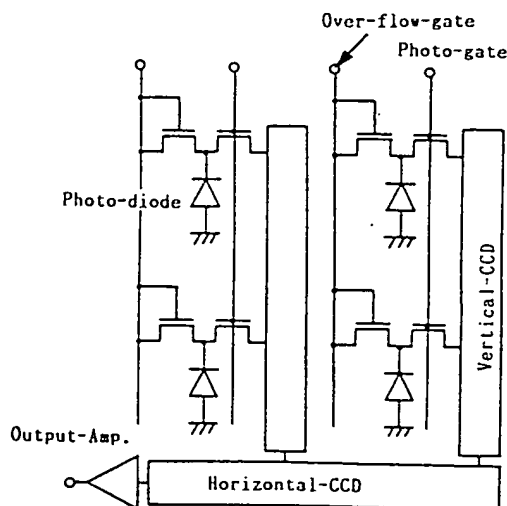 Over-flow-gate
Photo-gate
Photo-diode
Vertical-CCD
Output-Amp.
Horizontal-CCD